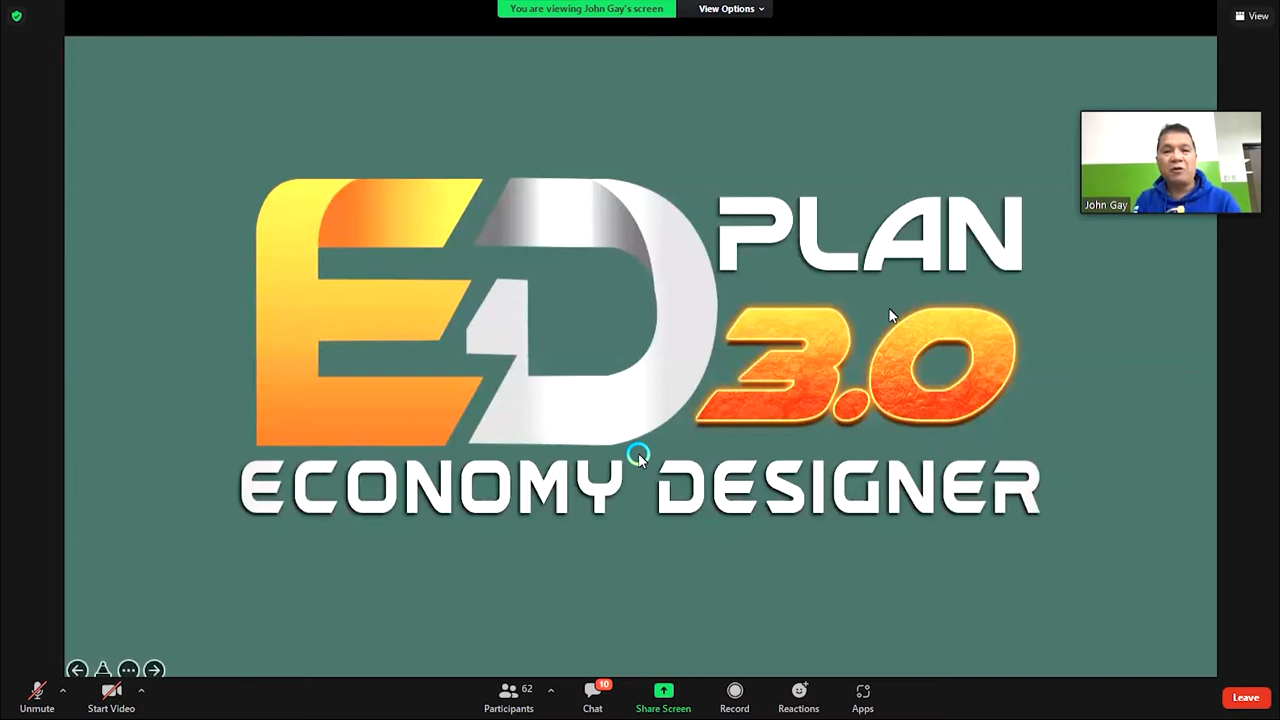 You are viewing John Gay's screen
View Options
View
ED
PLAN
3.0
ECONOMY DESIGNER
John Gay
Unmute
Start Video
62
Participants
10
Chat
Share Screen
Record
Reactions
Apps
Leave